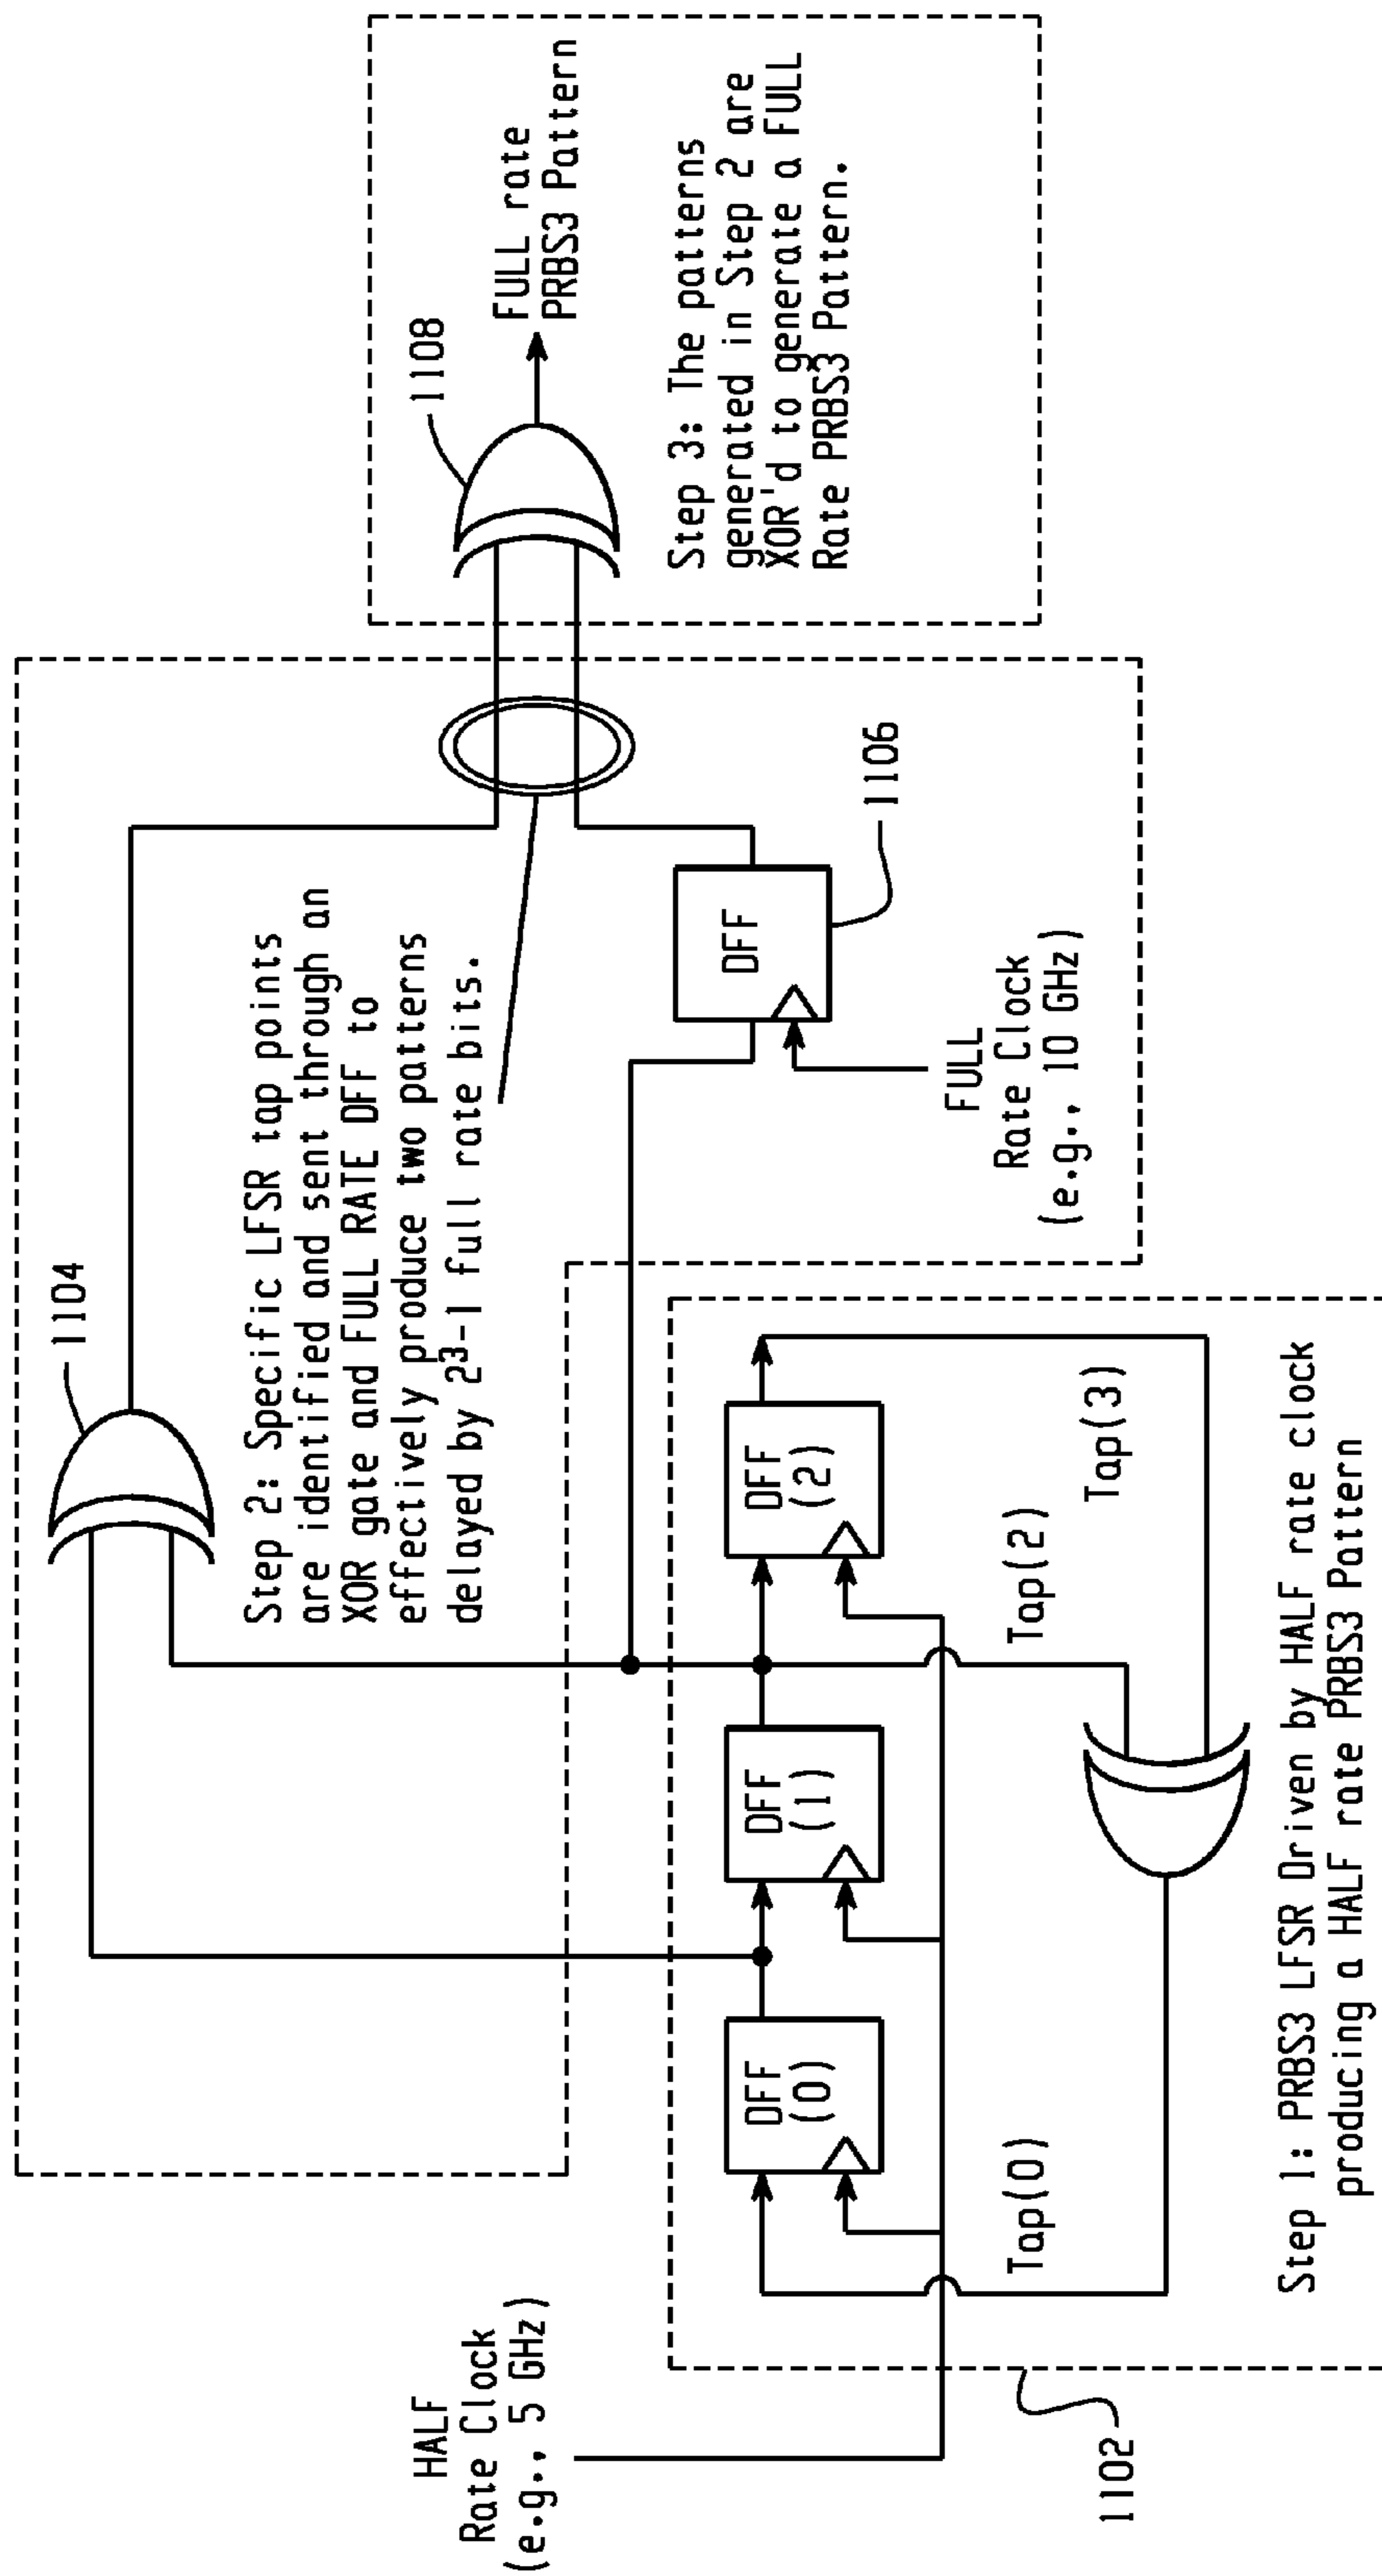 HALF
Rate Clock
(e.g., 5 GHz)
1102
1104
Step 2: Specific LFSR tap points
are identified and sent through an
XOR gate and FULL RATE DFF to
effectively produce two patterns
delayed by 2³-1 full rate bits.
DFF
(0)
DFF
(1)
DFF
(2)
Tap(0)
Tap(2)
Tap(3)
Step 1: PRBS3 LFSR Driven by HALF rate clock
producing a HALF rate PRBS3 Pattern
DFF
1106
FULL
Rate Clock
(e.g., 10 GHz)
1108
FULL rate
PRBS3 Pattern
Step 3: The patterns
generated in Step 2 are
XOR'd to generate a FULL
Rate PRBS3 Pattern.